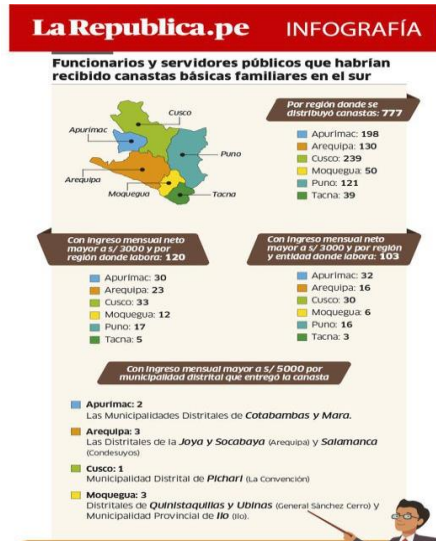 LaRepublica.pe INFOGRAFÍA
Funcionarios y servidores públicos que habrían
recibido canastas básicas familiares en el sur
Cusco
Apurímac
Puno
Arequipa
Moquegua
Tacna
Por región donde se
distribuyó canastas: 777
Apurímac: 198
Arequipa: 130
Cusco: 239
Moquegua: 50
Puno: 121
Tacna: 39
Con ingreso mensual neto
mayor a s/ 3000 y por
región donde labora: 120
Apurímac: 30
Arequipa: 23
Cusco: 33
Moquegua: 12
Puno: 17
Tacna: 5
Con ingreso mensual neto
mayor a s/ 3000 y por región
y entidad donde labora: 103
Apurímac: 32
Arequipa: 16
Cusco: 30
Moquegua: 6
Puno: 16
Tacna: 3
Con ingreso mensual mayor a s/ 5000 por
municipalidad distrital que entregó la canasta
Apurímac: 2
Las Municipalidades Distritales de Cotabambas y Mara.
Arequipa: 3
Las Distritales de la Joya y Socabaya (Arequipa) y Salamanca
(Condesuyos)
Cusco: 1
Municipalidad Distrital de Pichari (La Convención)
Moquegua: 3
Distritales de Quinistaquillas y Ubinas (General Sánchez Cerro) y
Municipalidad Provincial de Ilo (Ilo).